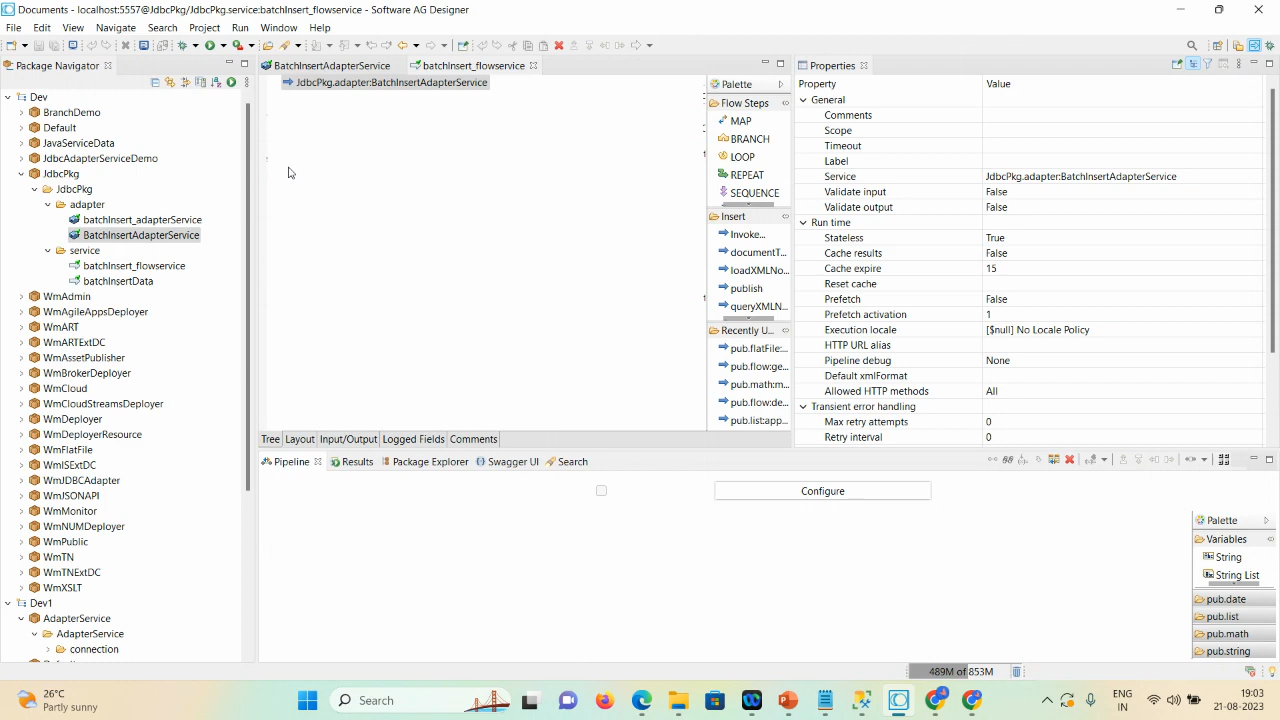 Documents - localhost:5557@JdbcPkg/JdbcPkg.service:batchInsert_flowservice - Software AG Designer
File Edit View Navigate Search Project Run Window Help
Package Navigator
Dev
BranchDemo
Default
JavaServiceData
JdbcAdapterServiceDemo
JdbcPkg
JdbcPkg
adapter
batchInsert_adapterService
BatchInsertAdapterService
service
batchInsert_flowservice
batchInsertData
WmAdmin
WmAgileAppsDeployer
WmART
WmARTExtDC
WmAssetPublisher
WmBrokerDeployer
WmCloud
WmCloudStreamsDeployer
WmDeployer
WmDeployerResource
WmFlatFile
WmISExtDC
WmJDBCAdapter
WmJSONAPI
WmMonitor
WmNUMDeployer
WmPublic
WmTN
WmTNExtDC
WmXSLT
Dev1
AdapterService
AdapterService
connection
BatchInsertAdapterService batchInsert_flowservice
JdbcPkg.adapter:BatchInsertAdapterService
Tree Layout Input/Output Logged Fields Comments
Palette
Flow Steps
MAP
BRANCH
LOOP
REPEAT
SEQUENCE
Insert
Invoke...
documentT...
loadXMLNo...
publish
queryXMLN...
Recently U...
pub.flatFile:...
pub.flow:ge...
pub.math:m...
pub.flow:de...
pub.list:app...
Properties
Property Value
General
Comments
Scope
Timeout
Label
Service JdbcPkg.adapter:BatchInsertAdapterService
Validate input False
Validate output False
Run time
Stateless True
Cache results False
Cache expire 15
Reset cache
Prefetch False
Prefetch activation 1
Execution locale [$null] No Locale Policy
HTTP URL alias
Pipeline debug None
Default xmlFormat
Allowed HTTP methods All
Transient error handling
Max retry attempts 0
Retry interval 0
Pipeline Results Package Explorer Swagger UI Search
Configure
Palette
Variables
String
String List
pub.date
pub.list
pub.math
pub.string
489M of 853M
26°C
Partly sunny
Search
ENG
IN
19:03
21-08-2023